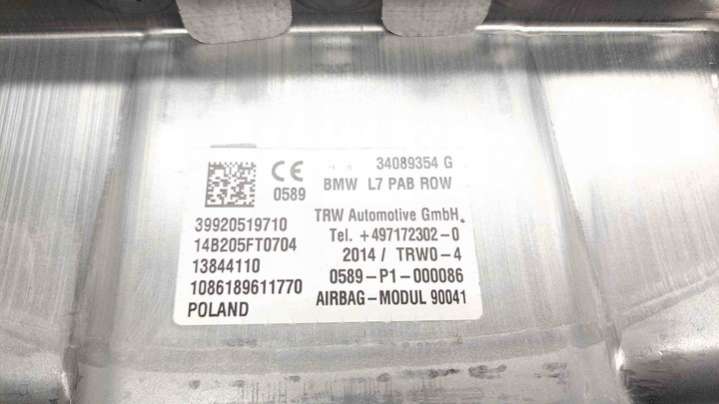 34089354 G
CE
0589
BMW L7 PAB ROW
39920519710
TRW Automotive GmbH.
14B205FT0704
Tel. +497172302-0
13844110
2014/ TRWO-4
1086189611770
0589-P1-000086
POLAND
AIRBAG-MODUL 90041